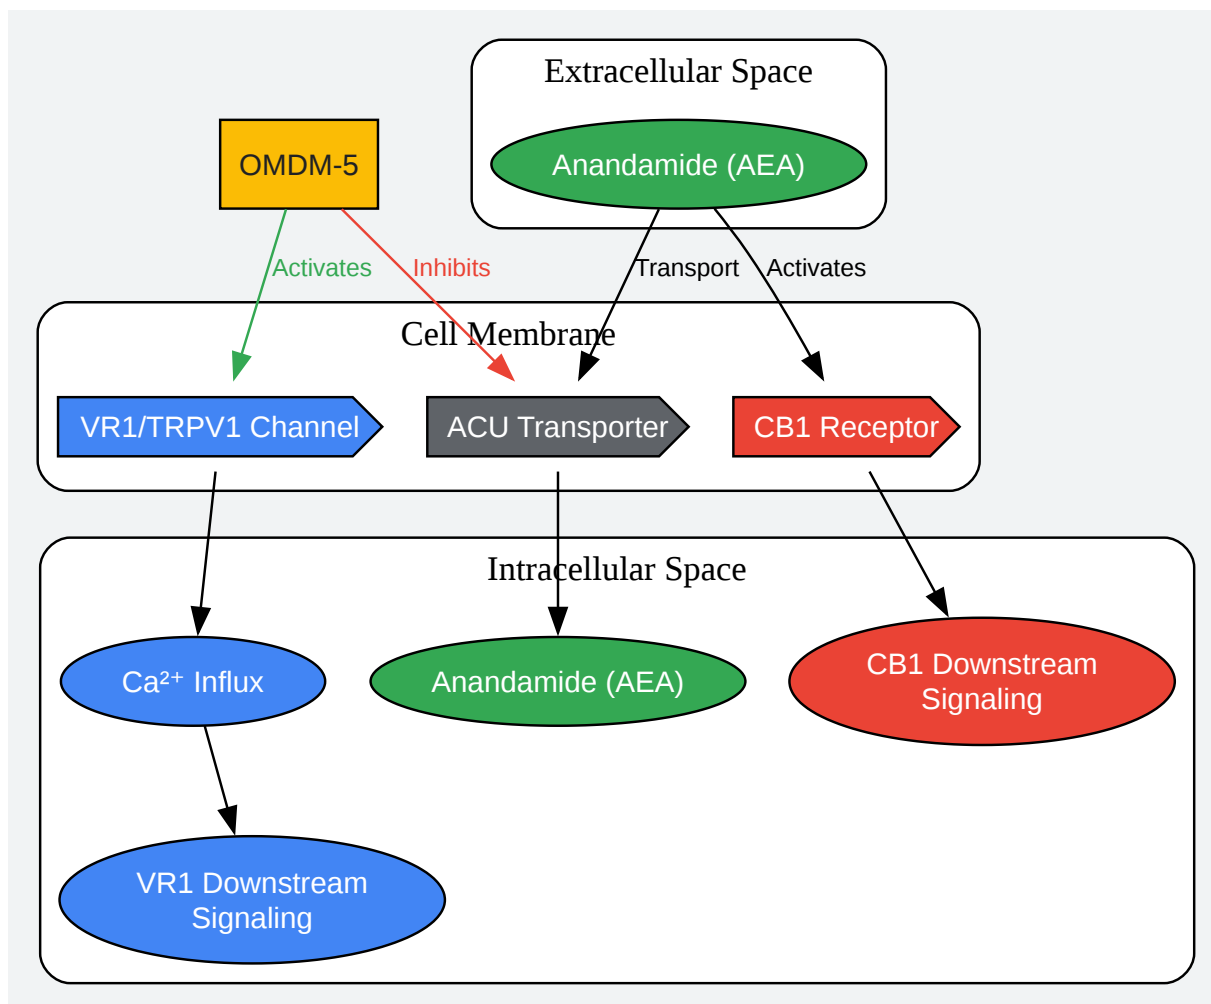 Extracellular Space
OMDM-5
Anandamide (AEA)
Activates
Inhibits
Transport
Activates
Cell Membrane
VR1/TRPV1 Channel
ACU Transporter
CB1 Receptor
Intracellular Space
Ca²⁺ Influx
Anandamide (AEA)
CB1 Downstream
Signaling
VR1 Downstream
Signaling